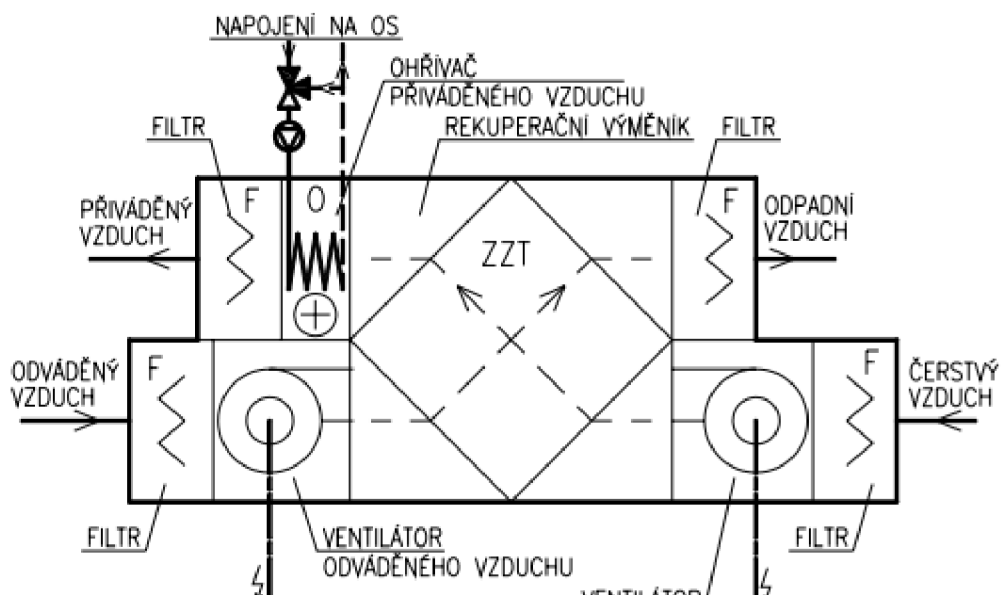 NAPOJENÍ NA OS
OHŘÍVAČ
PŘIVÁDĚNÉHO VZDUCHU
FILTR
REKUPERAČNÍ VÝMĚNÍK
FILTR
F
O
F
PŘIVÁDĚNÝ
VZDUCH
ODPADNÍ
VZDUCH
ZZT
ODVÁDĚNÝ
VZDUCH
F
F
ČERSTVÝ
VZDUCH
FILTR
VENTILÁTOR
ODVÁDĚNÉHO VZDUCHU
FILTR
VENTILÁTOR